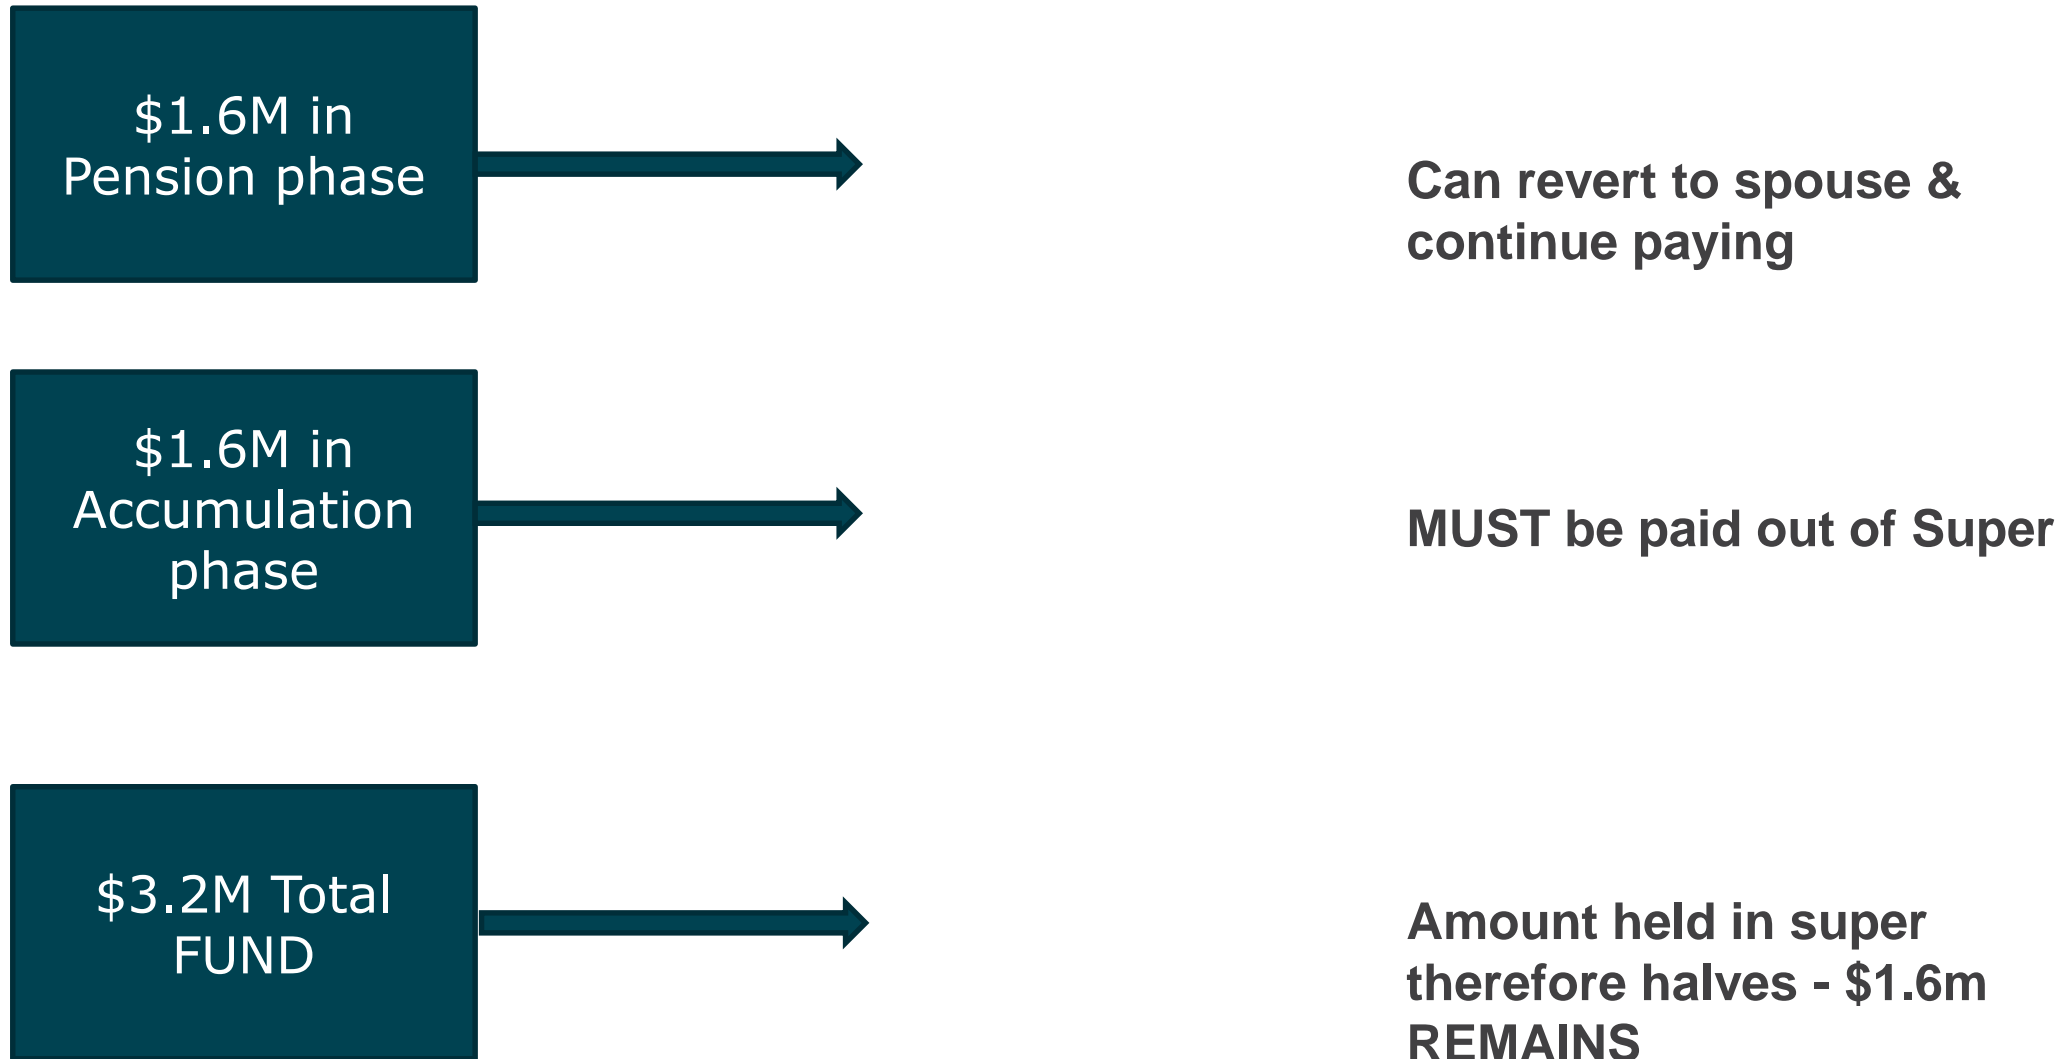 $1.6M in
Pension phase
Can revert to spouse &
continue paying
$1.6M in
Accumulation
phase
MUST be paid out of Super
$3.2M Total
FUND
Amount held in super
therefore halves - $1.6m
REMAINS